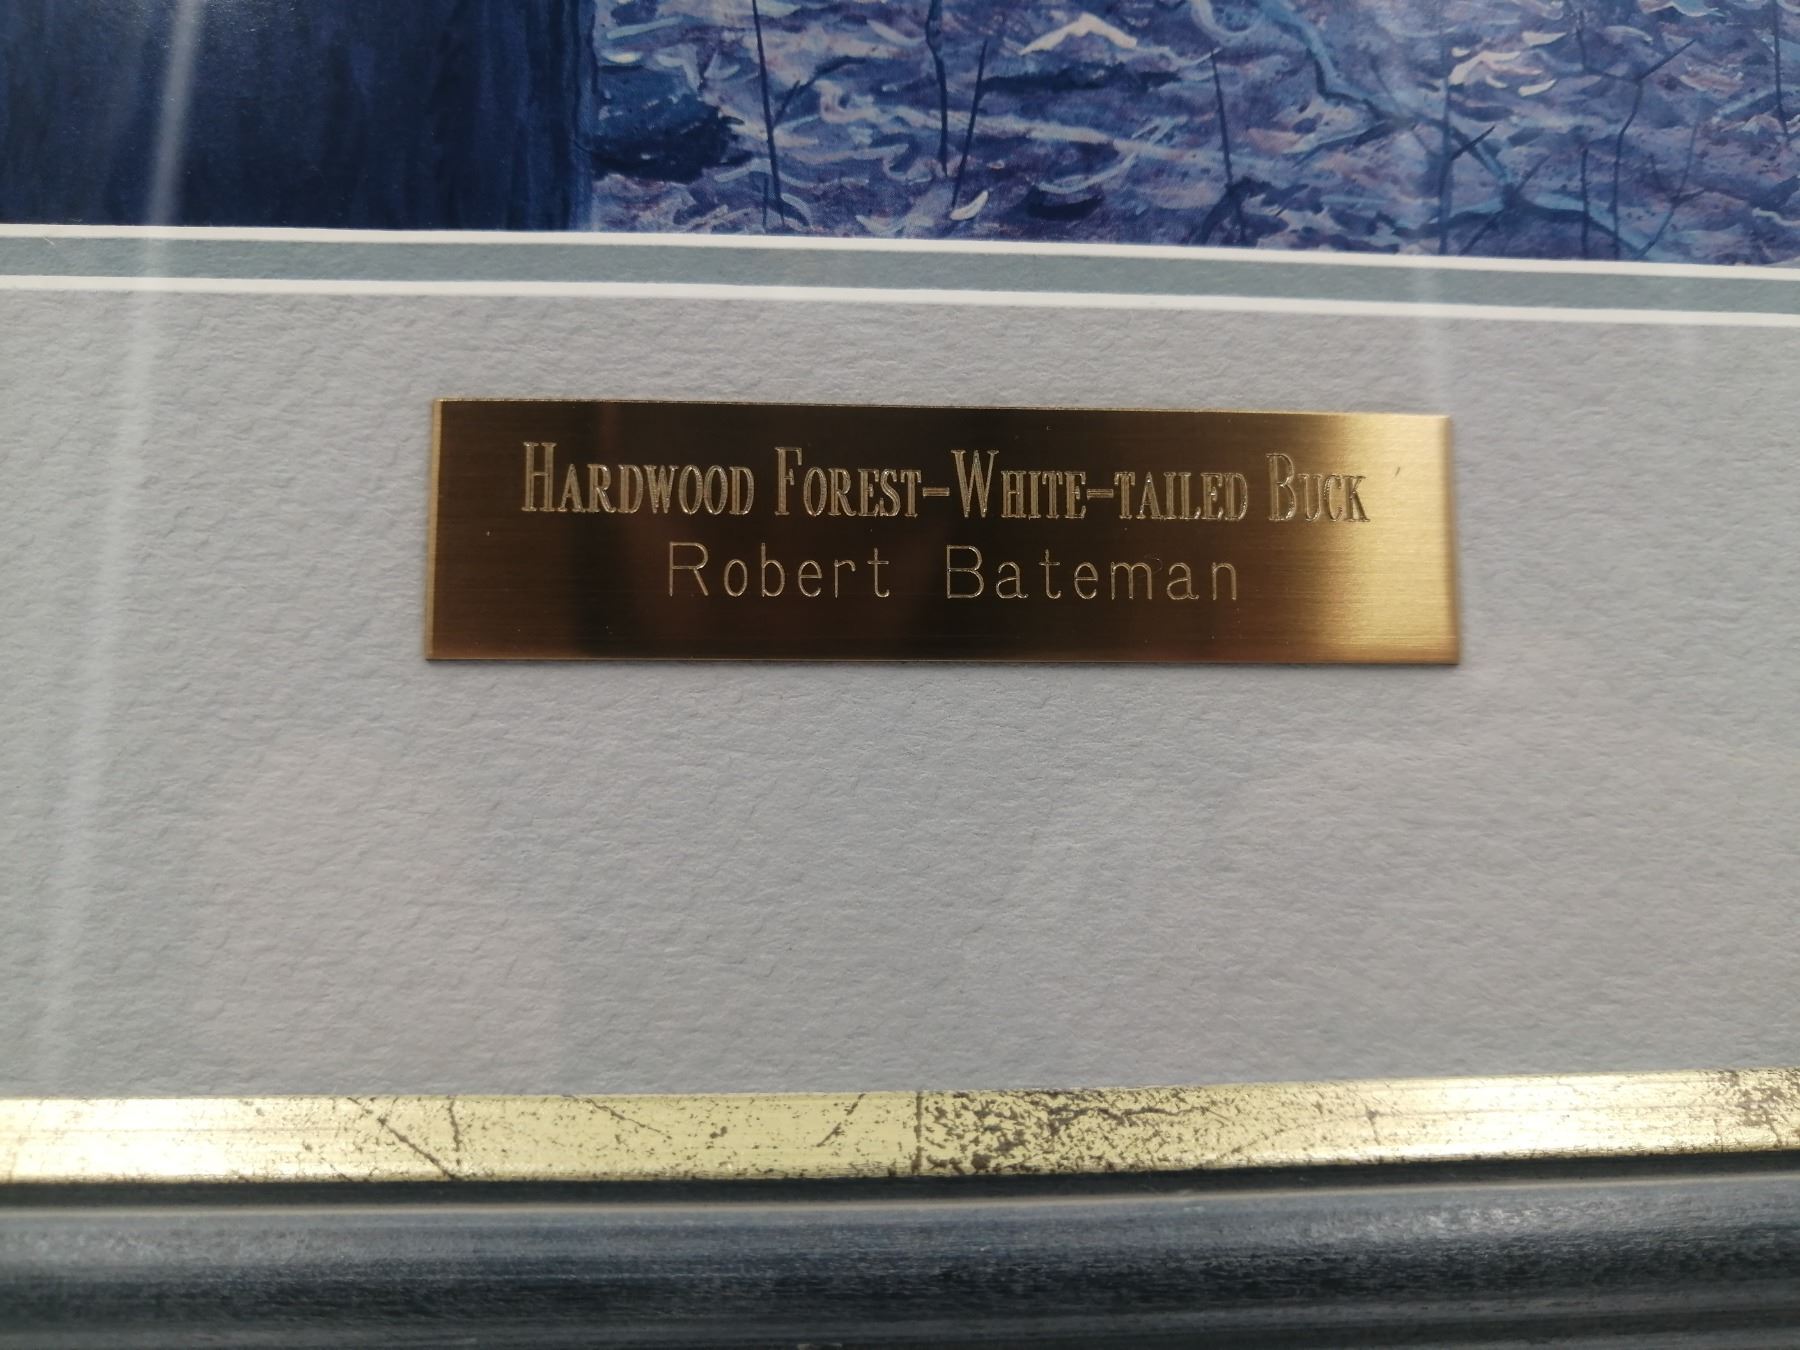 Hardwood Forest-White-tailed Buck
Robert Bateman